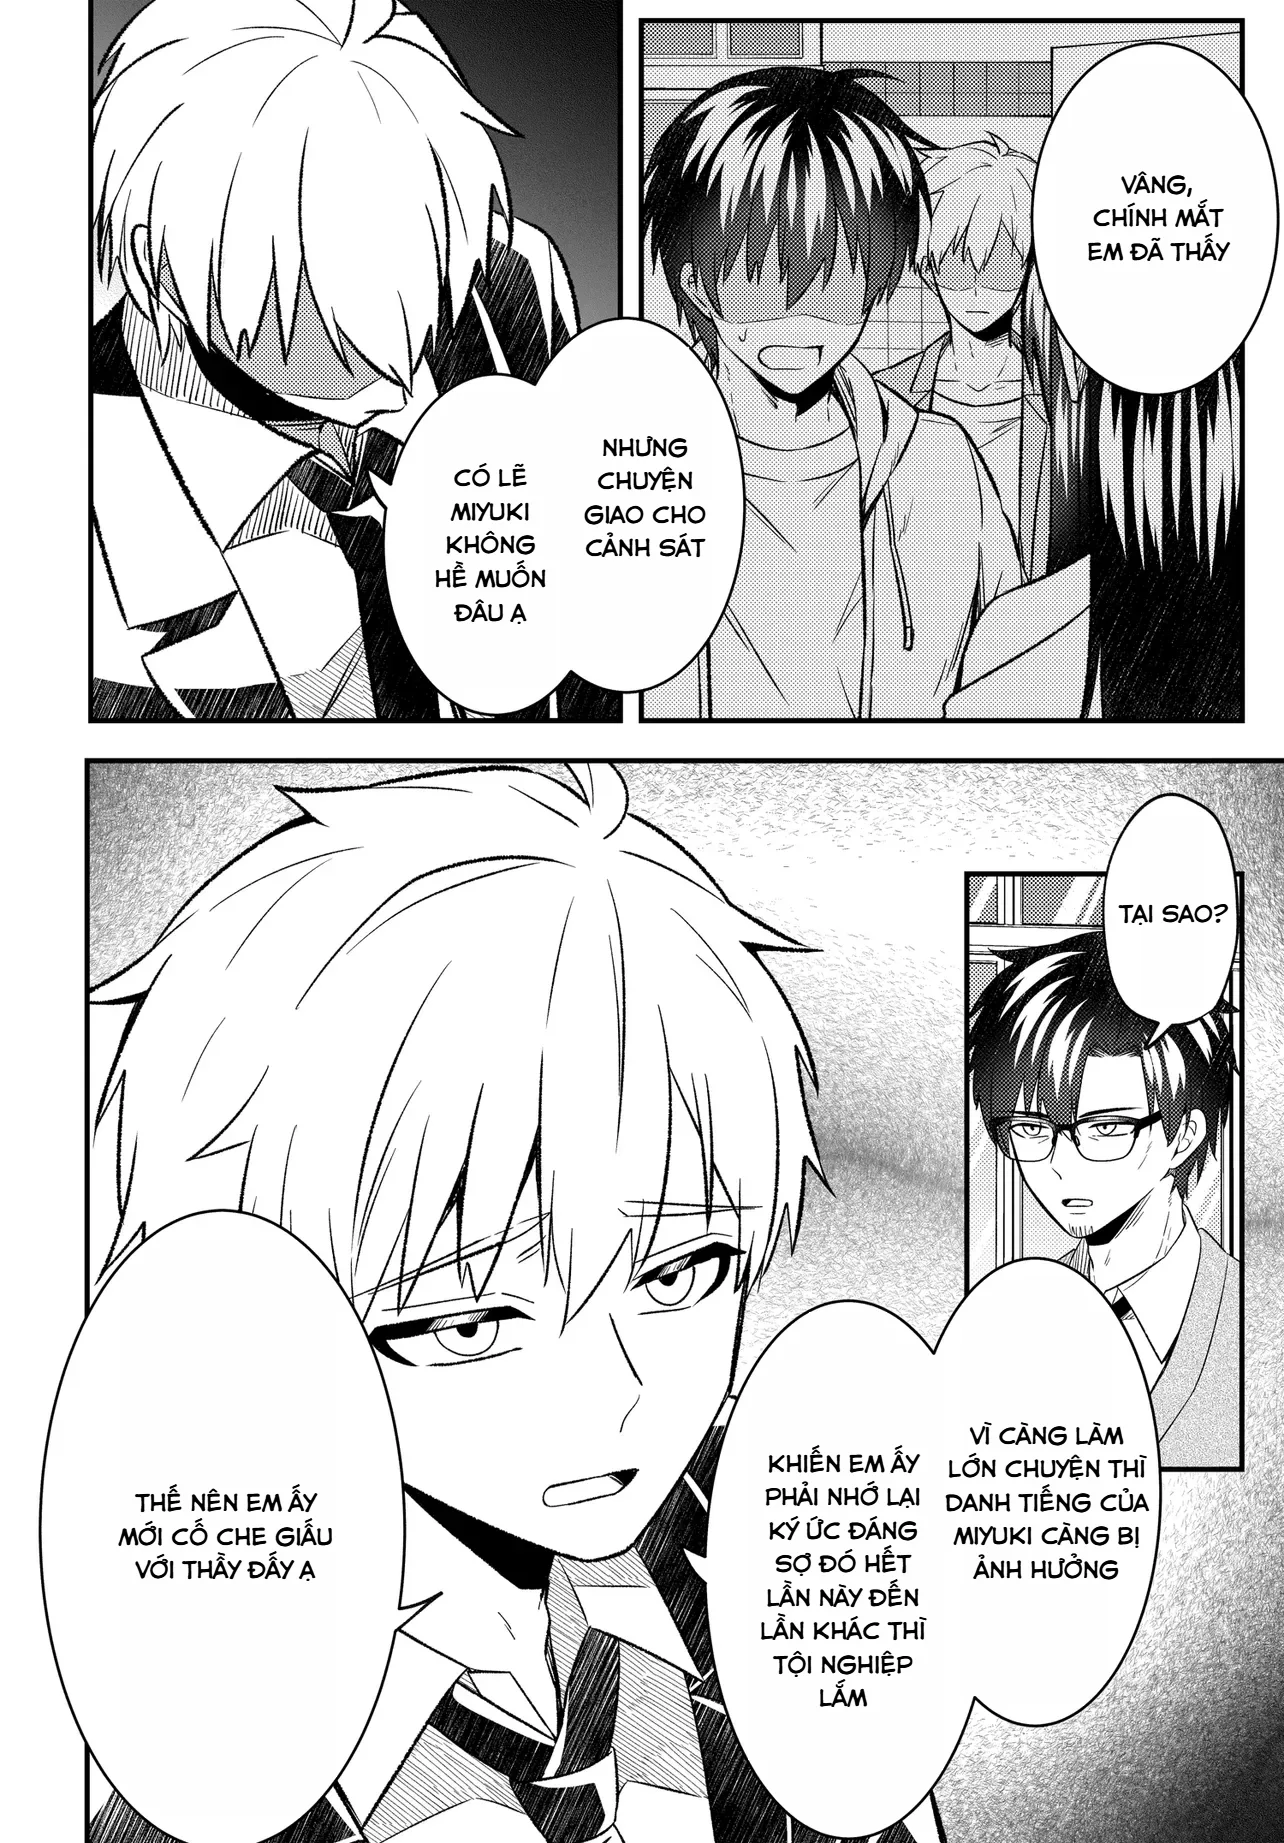 VÂNG,
CHÍNH MẮT
EM ĐÃ THẤY
NHƯNG
CHUYỆN
GIAO CHO
CẢNH SÁT
CÓ LẼ
MIYUKI
KHÔNG
HỀ MUỐN
ĐÂU Ạ
TẠI SAO?
VÌ CÀNG LÀM
LỚN CHUYỆN THÌ
DANH TIẾNG CỦA
MIYUKI CÀNG BỊ
ẢNH HƯỞNG
KHIẾN EM ẤY
PHẢI NHỚ LẠI
KÝ ỨC ĐÁNG
SỢ ĐÓ HẾT
LẦN NÀY ĐẾN
LẦN KHÁC THÌ
TỘI NGHIỆP
LẮM
THẾ NÊN EM ẤY
MỚI CỐ CHE GIẤU
VỚI THẦY ĐẤY Ạ